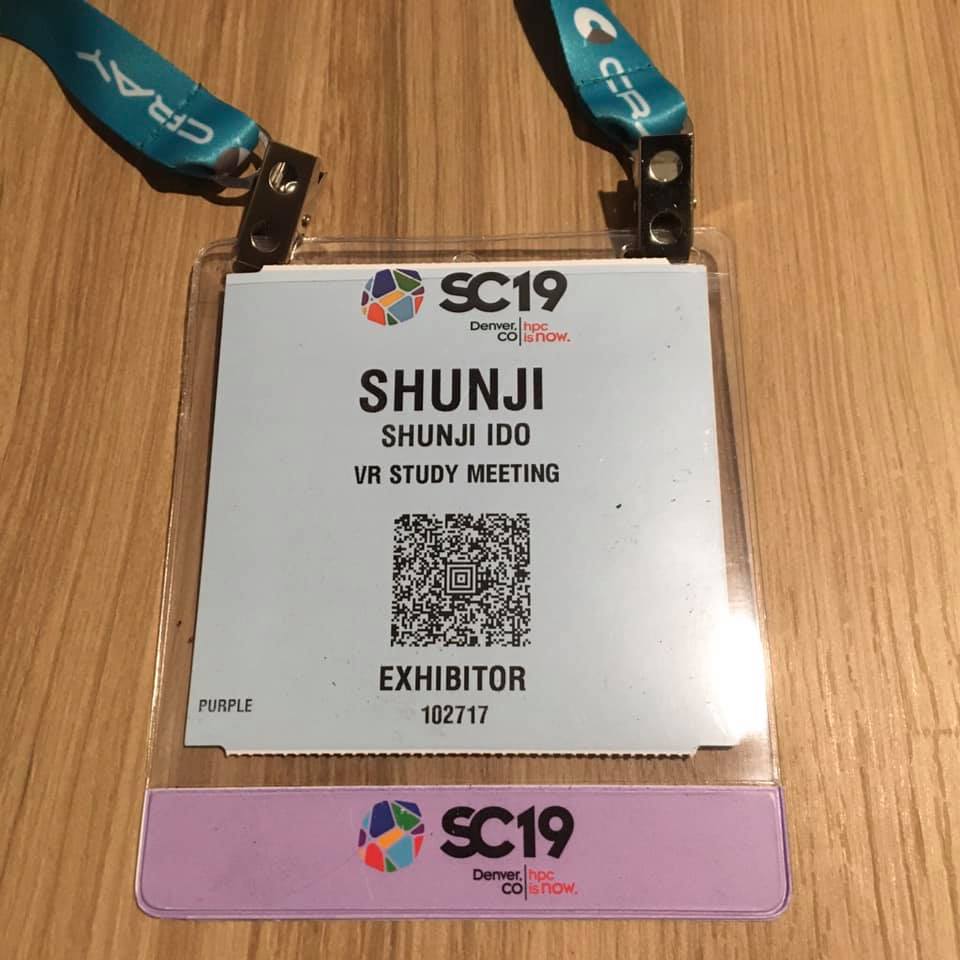 CRAY
CR
SC19
Denver, hpc
CO is now.
SHUNJI
SHUNJI IDO
VR STUDY MEETING
EXHIBITOR
PURPLE
102717
SC19
Denver, hpc
CO is now.